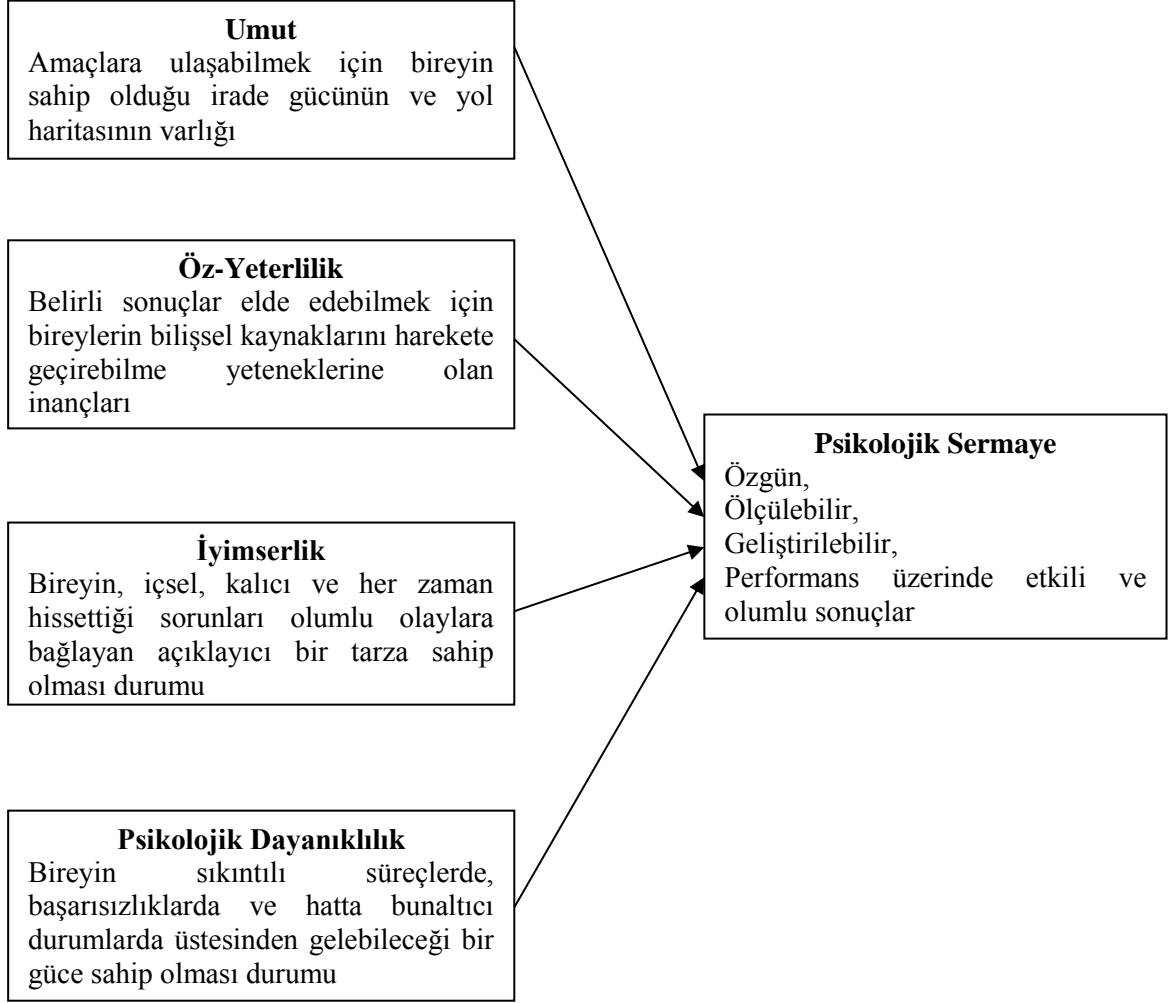 Umut
Amaçlara ulaşabilmek için bireyin
sahip olduğu irade gücünün ve yol
haritasının varlığı
Öz-Yeterlilik
Belirli sonuçlar elde edebilmek için
bireylerin bilişsel kaynaklarını harekete
geçirebilme yeteneklerine olan
inançları
İyimserlik
Bireyin, içsel, kalıcı ve her zaman
hissettiği sorunları olumlu olaylara
bağlayan açıklayıcı bir tarza sahip
olması durumu
Psikolojik Dayanıklılık
Bireyin sıkıntılı süreçlerde,
başarısızlıklarda ve hatta bunaltıcı
durumlarda üstesinden gelebileceği bir
güce sahip olması durumu
Psikolojik Sermaye
Özgün,
Ölçülebilir,
Geliştirilebilir,
Performans üzerinde etkili ve
olumlu sonuçlar